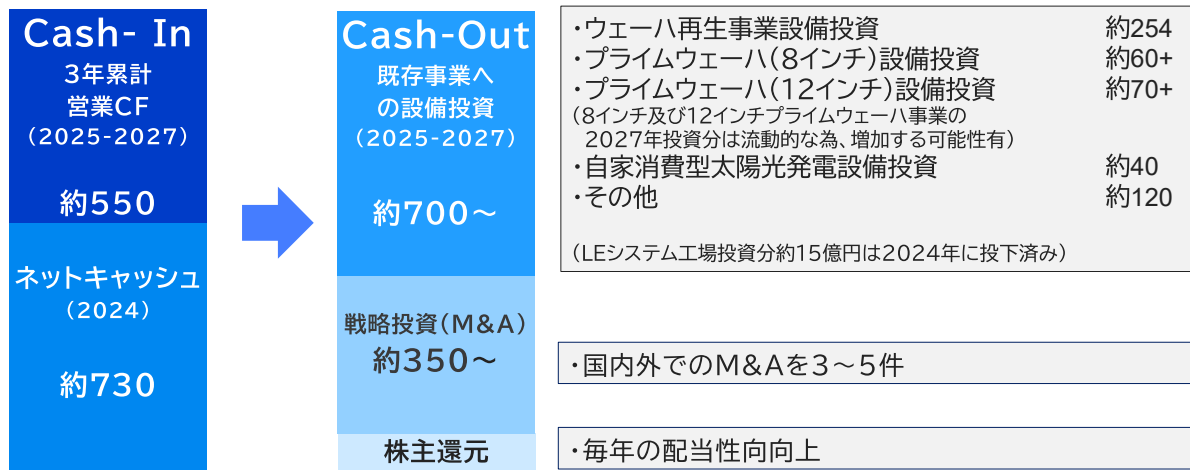 Cash- In
3年累計
営業CF
(2025-2027)
約550
ネットキャッシュ
(2024)
約730
Cash-Out
既存事業へ
の設備投資
(2025-2027)
約700～
戦略投資(M&A)
約350～
株主還元
・ウェーハ再生事業設備投資 約254
・プライムウェーハ(8インチ)設備投資 約60+
・プライムウェーハ(12インチ)設備投資 約70+
(8インチ及び12インチプライムウェーハ事業の
2027年投資分は流動的な為、増加する可能性有)
・自家消費型太陽光発電設備投資 約40
・その他 約120
(LEシステム工場投資分約15億円は2024年に投下済み)
・国内外でのM&Aを3～5件
・毎年の配当性向向上